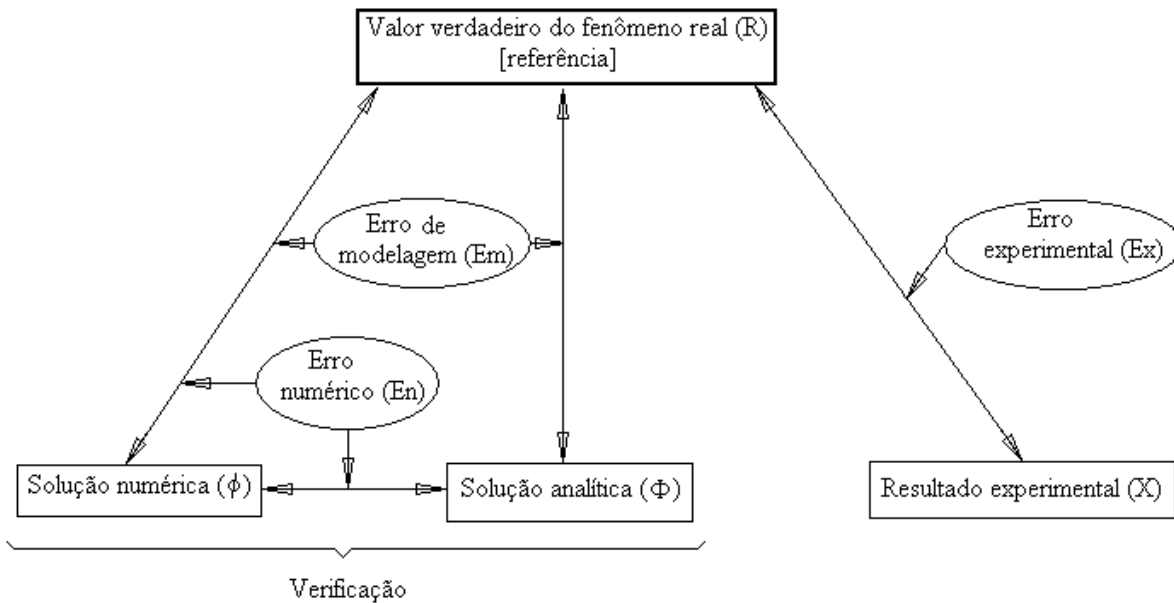 Valor verdadeiro do fenômeno real (R)
[referência]
Erro de
modelagem (Em)
Erro
experimental (Ex)
Erro
numérico (En)
Solução numérica (ϕ)
Solução analítica (Φ)
Resultado experimental (X)
Verificação